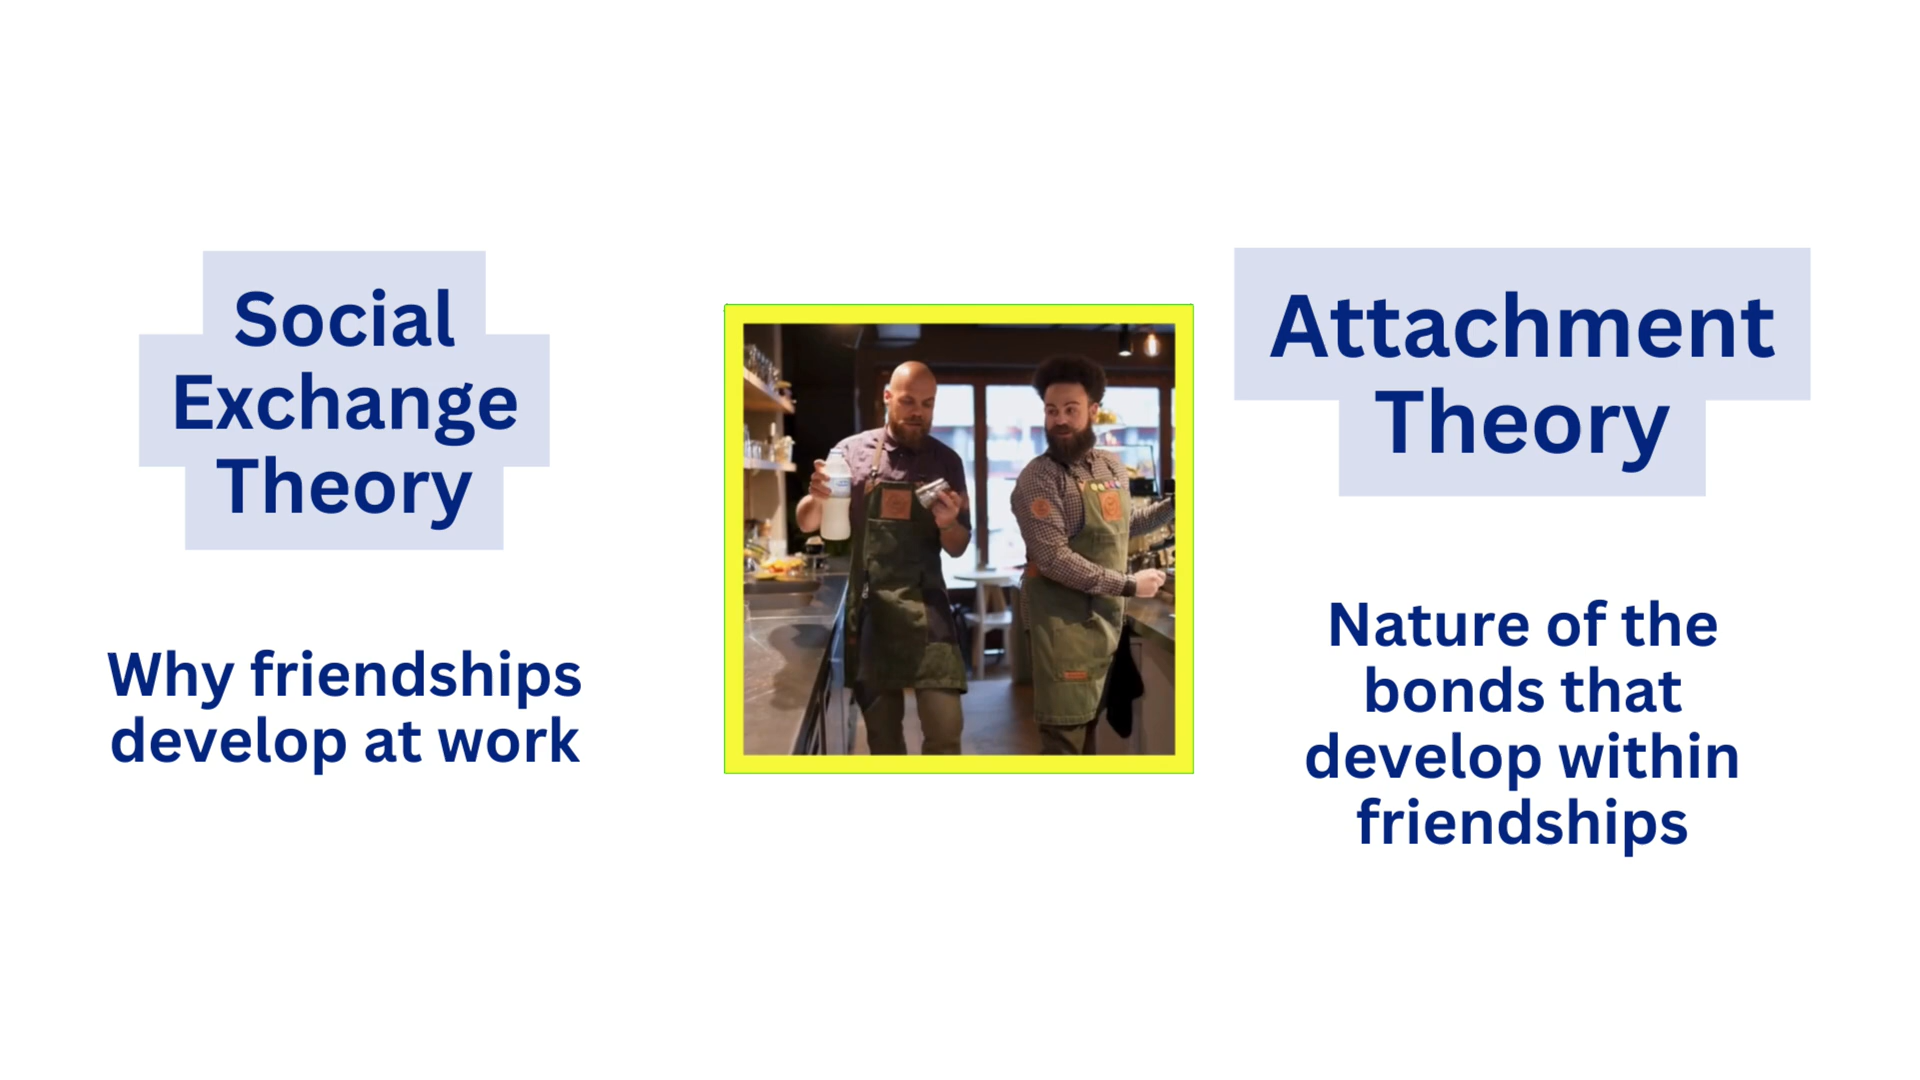 Social
Exchange
Theory
Why friendships
develop at work
Attachment
Theory
Nature of the
bonds that
develop within
friendships